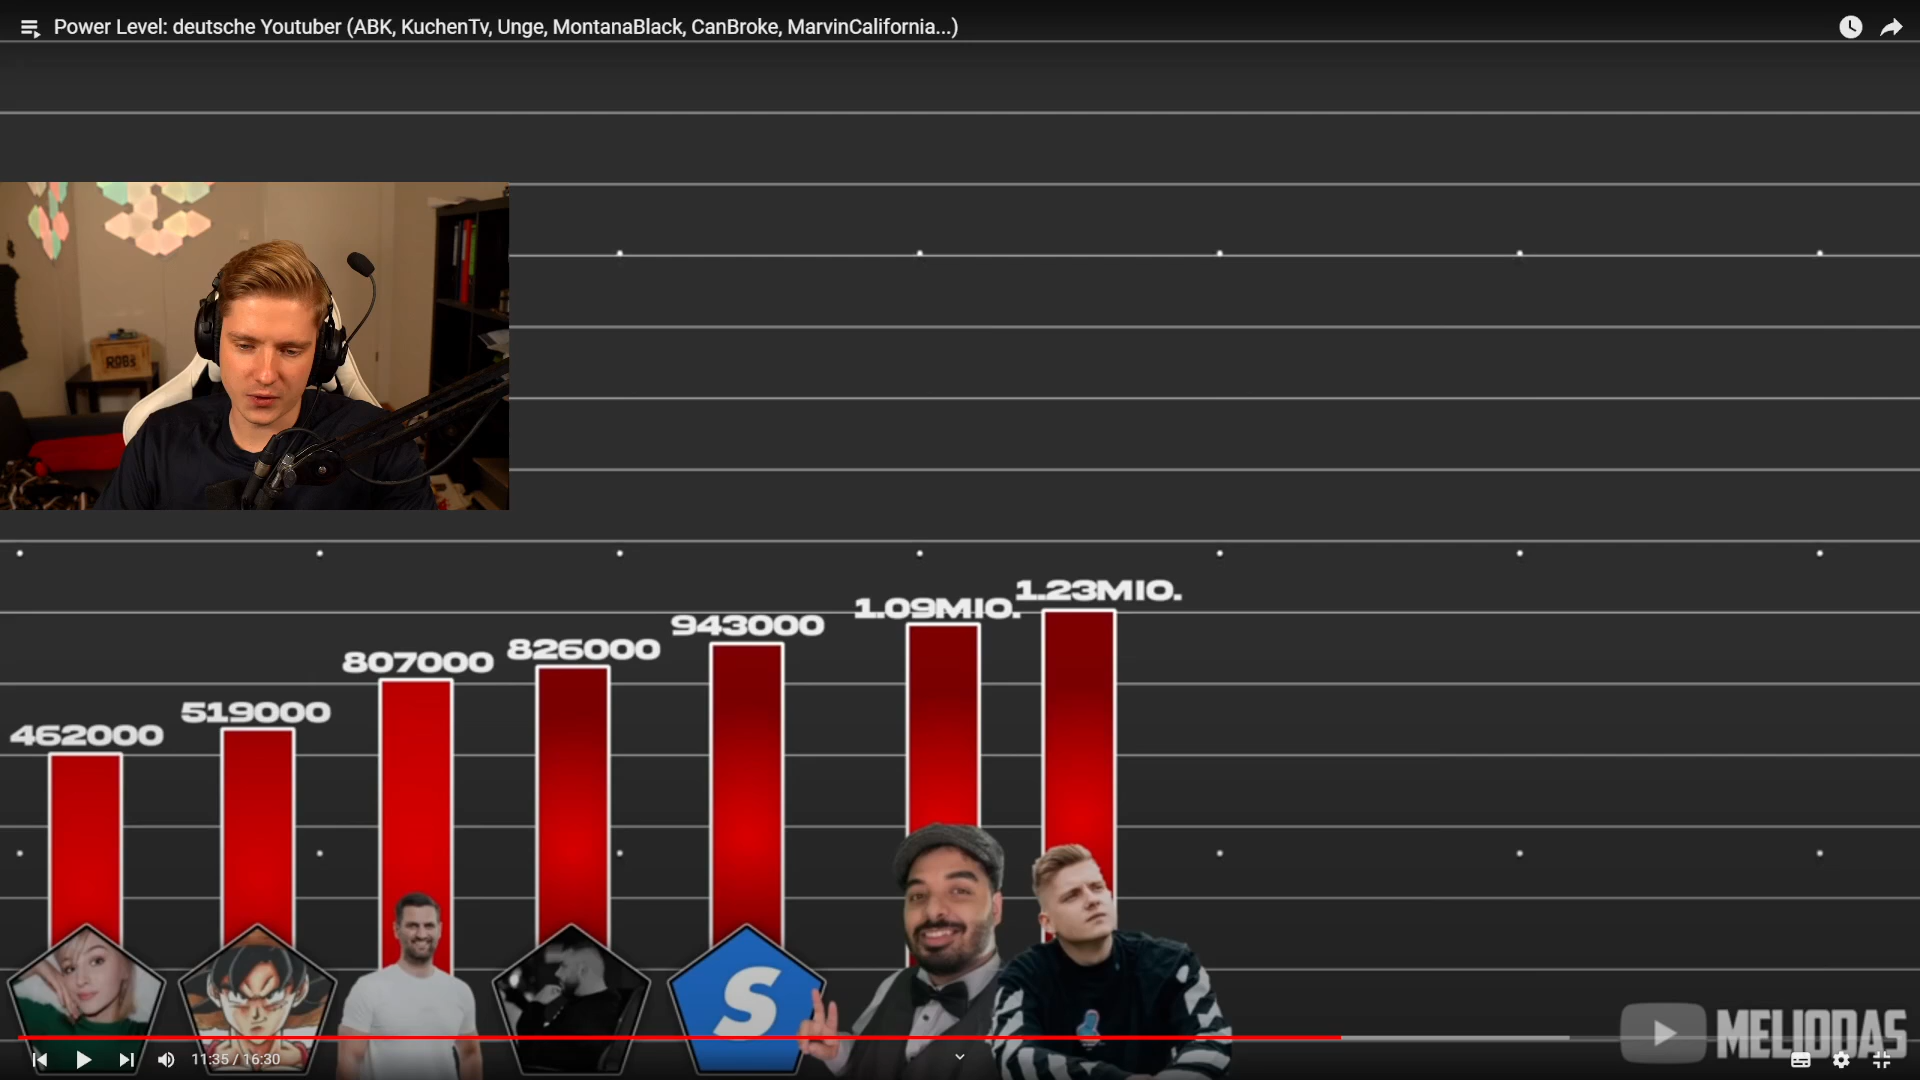 Power Level: deutsche Youtuber (ABK, KuchenTv, Unge, MontanaBlack, CanBroke, MarvinCalifornia...)
ROBS
1.23MIO.
1.09MIO.
943000
826000
807000
519000
462000
S
MELIODAS
11:35 / 16:30